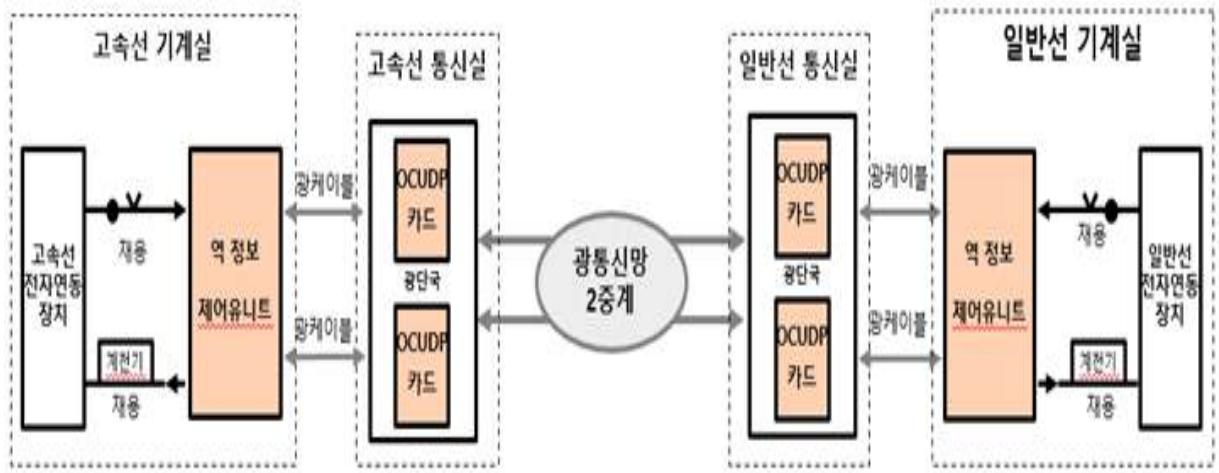 고속선 기계실
고속선
전자연동
장치
재용
계전기
재용
역 정보
제어유니트
광케이블
광케이블
고속선 통신실
OCUDP
카드
광단국
OCUDP
카드
광통신망
2중계
일반선 통신실
OCUDP
카드
광단국
OCUDP
카드
광케이블
광케이블
일반선 기계실
역 정보
제어유니트
재용
계전기
재용
일반선
전자연동
장치